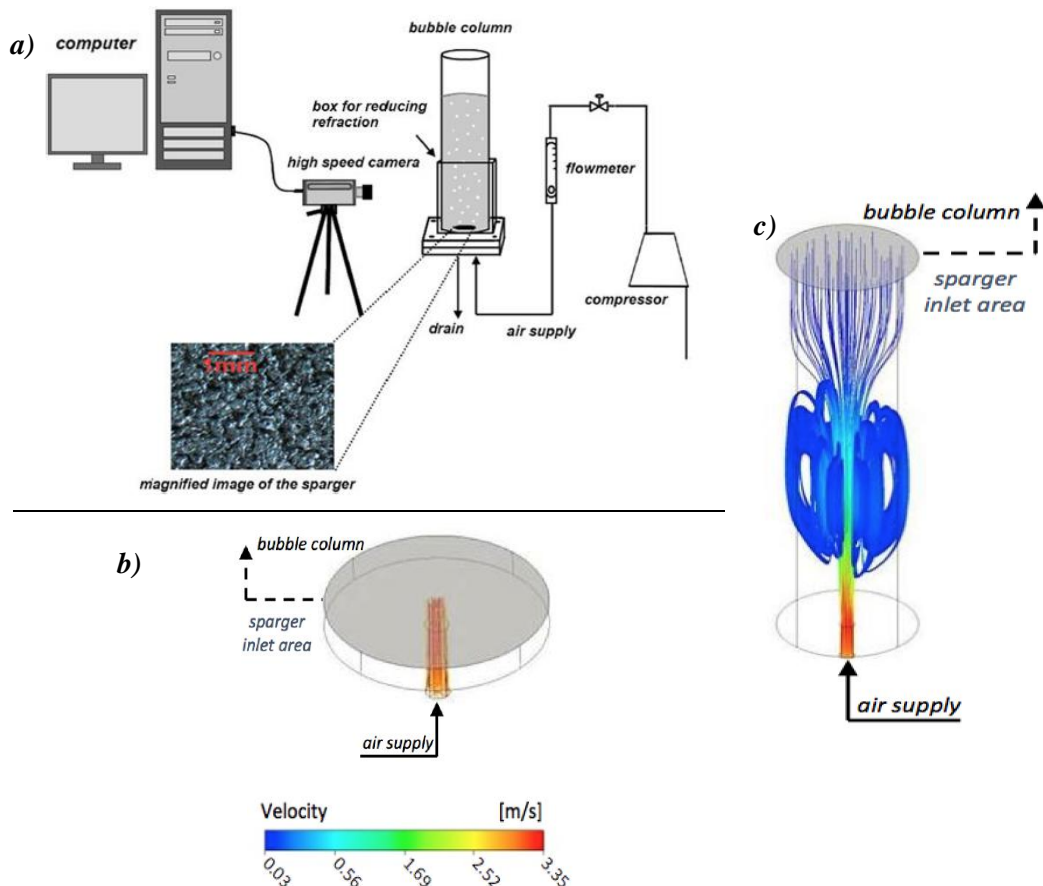 a)
computer
bubble column
box for reducing
refraction
high speed camera
flowmeter
compressor
drain
air supply
1mm
magnified image of the sparger
b)
bubble column
sparger
inlet area
air supply
c)
bubble column
sparger
inlet area
air supply
Velocity [m/s]
0.03 0.56 1.69 2.52 3.35